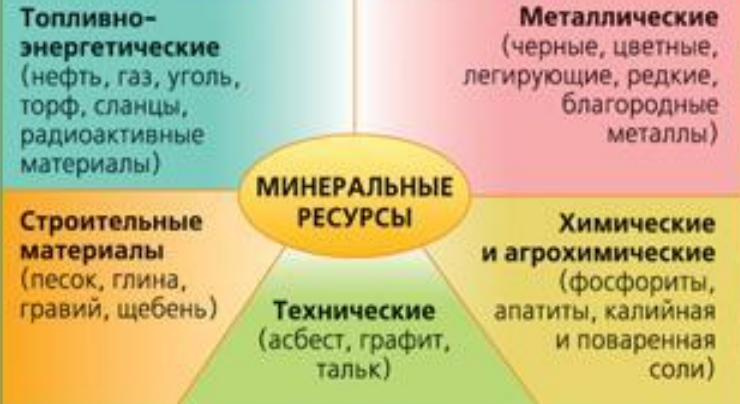 Топливно-
энергетические
(нефть, газ, уголь,
торф, сланцы,
радиоактивные
материалы)
Металлические
(черные, цветные,
легирующие, редкие,
благородные
металлы)
МИНЕРАЛЬНЫЕ
РЕСУРСЫ
Строительные
материалы
(песок, глина,
гравий, щебень)
Технические
(асбест, графит,
тальк)
Химические
и агрохимические
(фосфориты,
апатиты, калийная
и поваренная
соли)